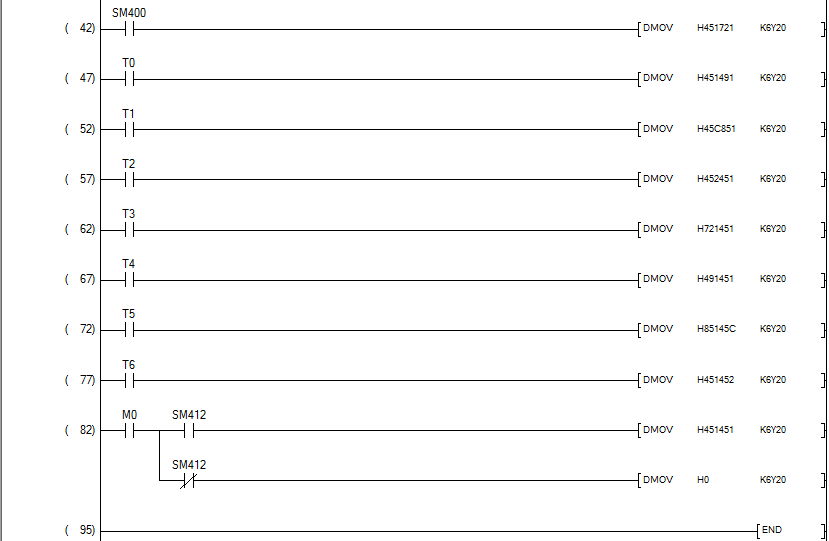 SM400
( 42) [DMOV H451721 K6Y20 ]
T0
( 47) [DMOV H451491 K6Y20 ]
T1
( 52) [DMOV H45C851 K6Y20 ]
T2
( 57) [DMOV H452451 K6Y20 ]
T3
( 62) [DMOV H721451 K6Y20 ]
T4
( 67) [DMOV H491451 K6Y20 ]
T5
( 72) [DMOV H85145C K6Y20 ]
T6
( 77) [DMOV H451452 K6Y20 ]
M0 SM412
( 82) [DMOV H451451 K6Y20 ]
SM412
[DMOV H0 K6Y20 ]
( 95) [END ]